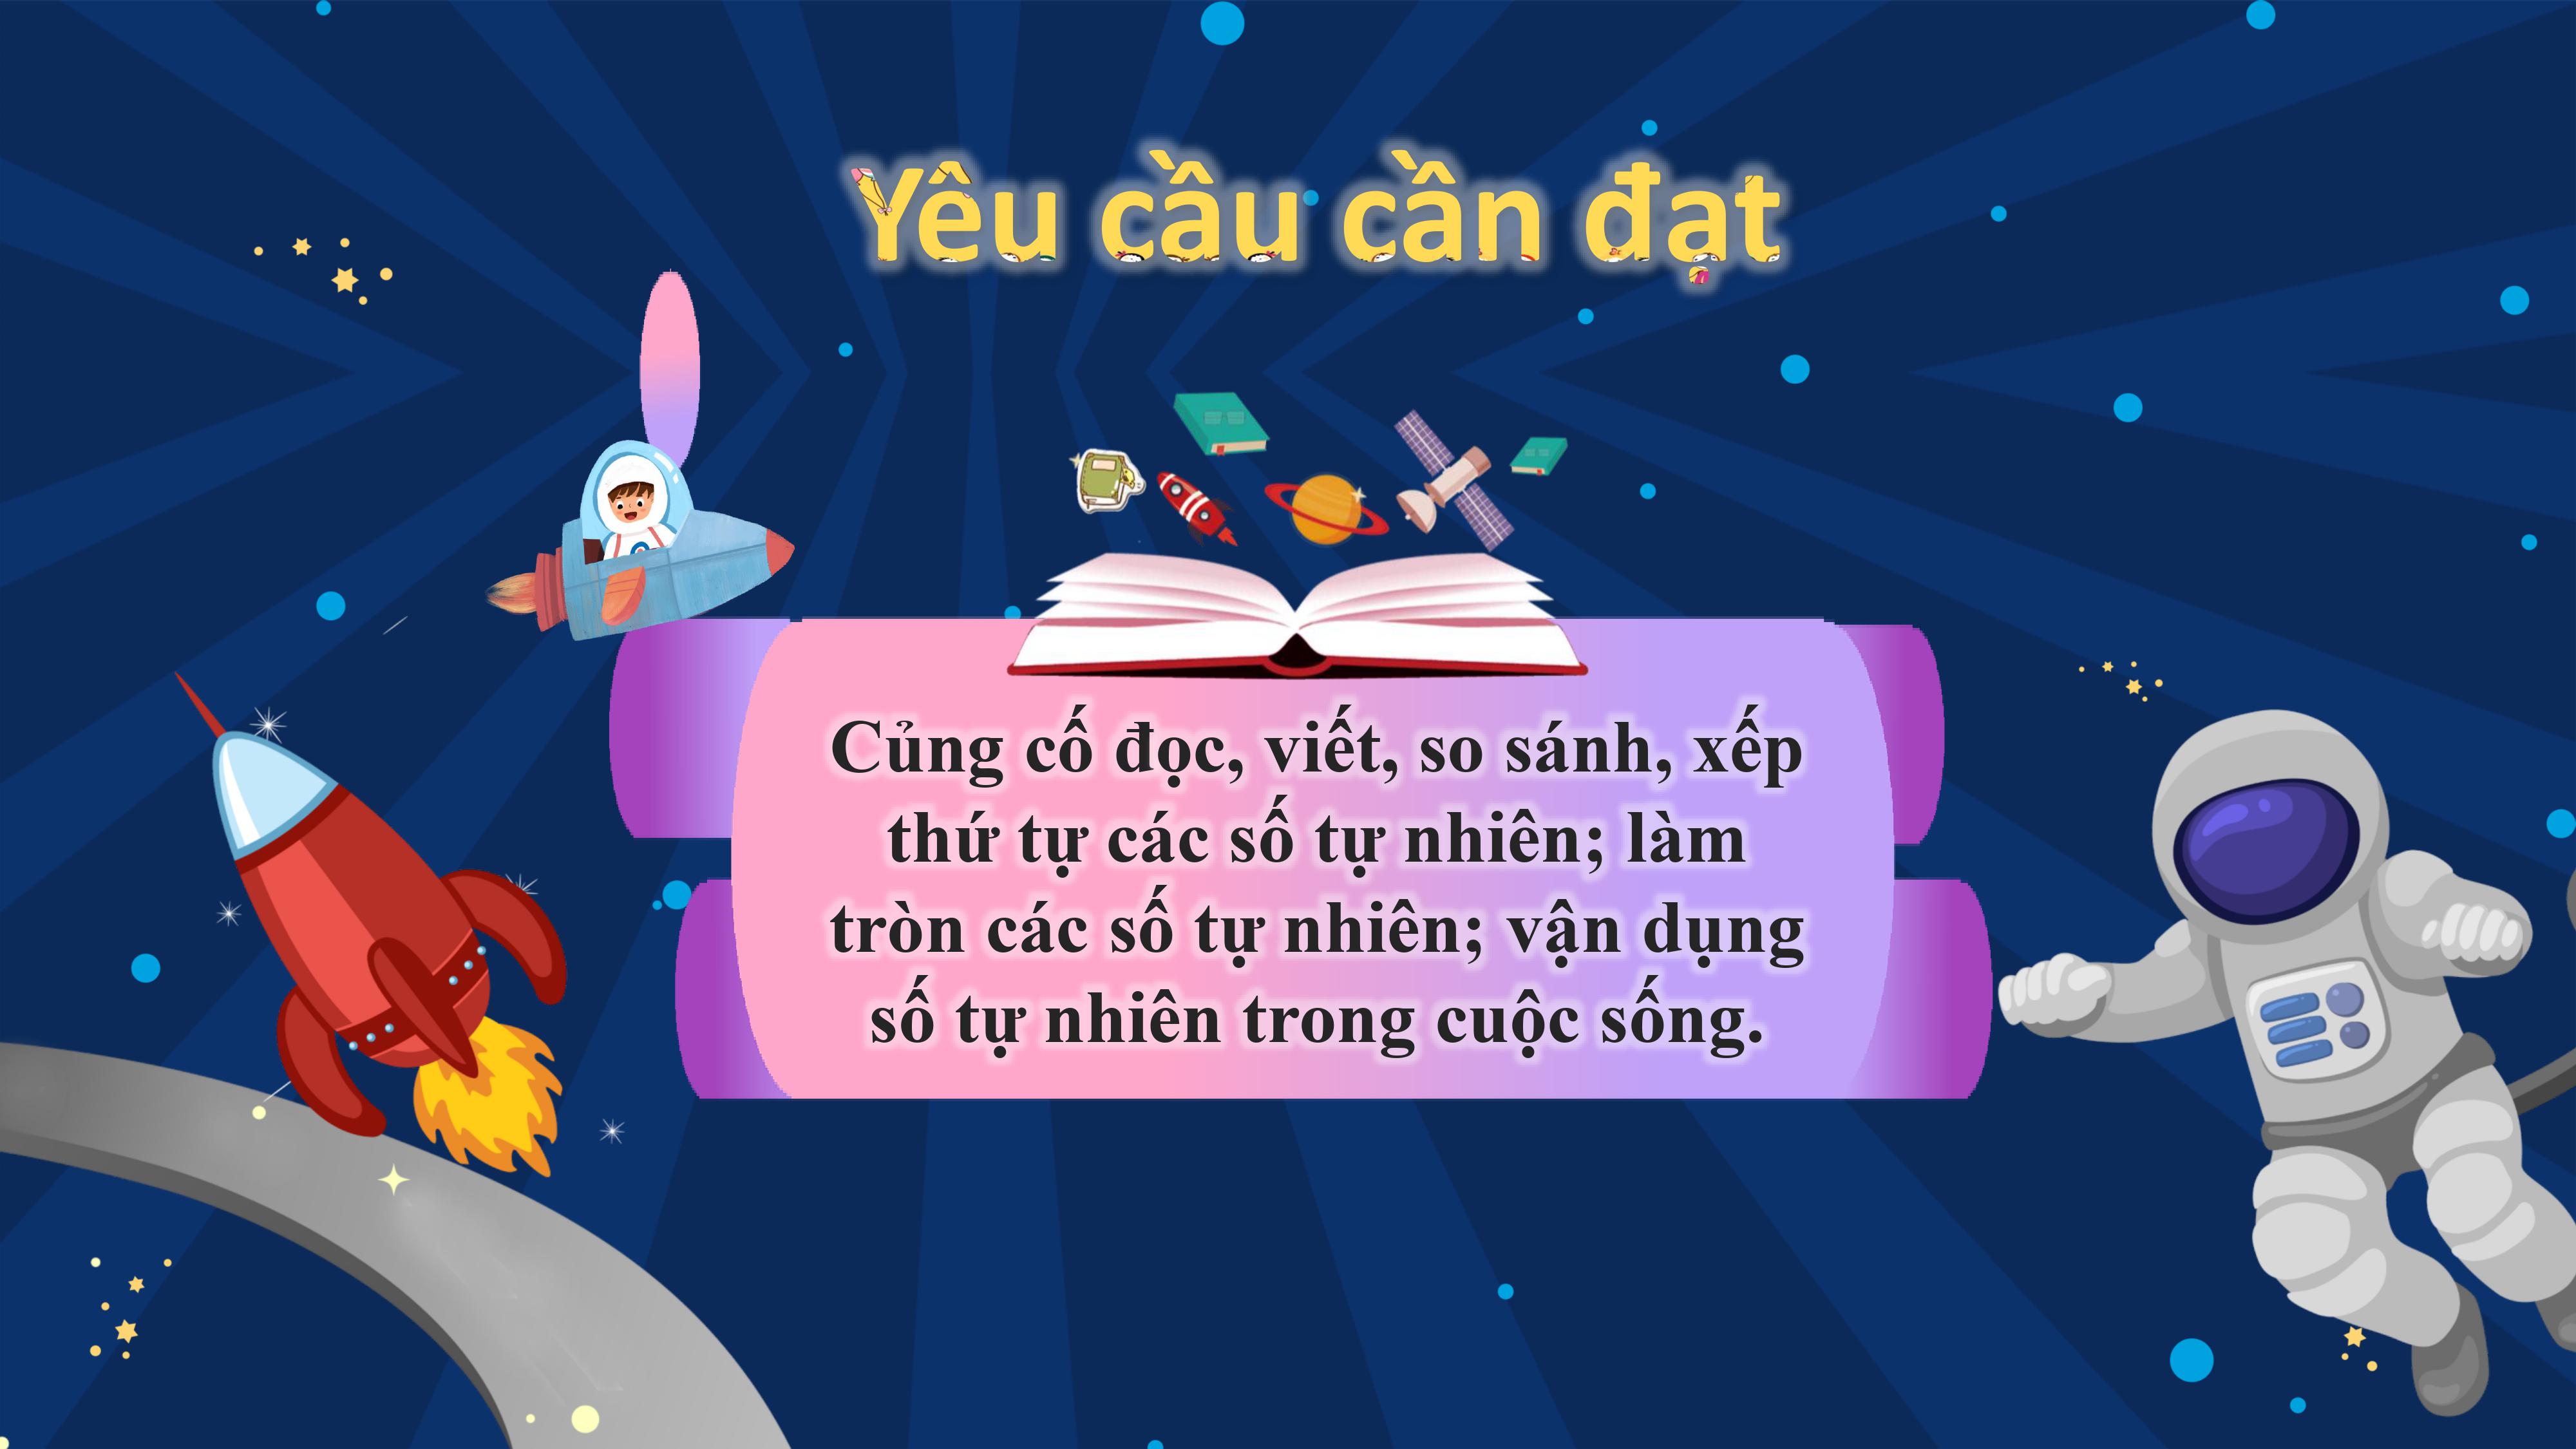 Yêu cầu cần đạt
Củng cố đọc, viết, so sánh, xếp
thứ tự các số tự nhiên; làm
tròn các số tự nhiên; vận dụng
số tự nhiên trong cuộc sống.